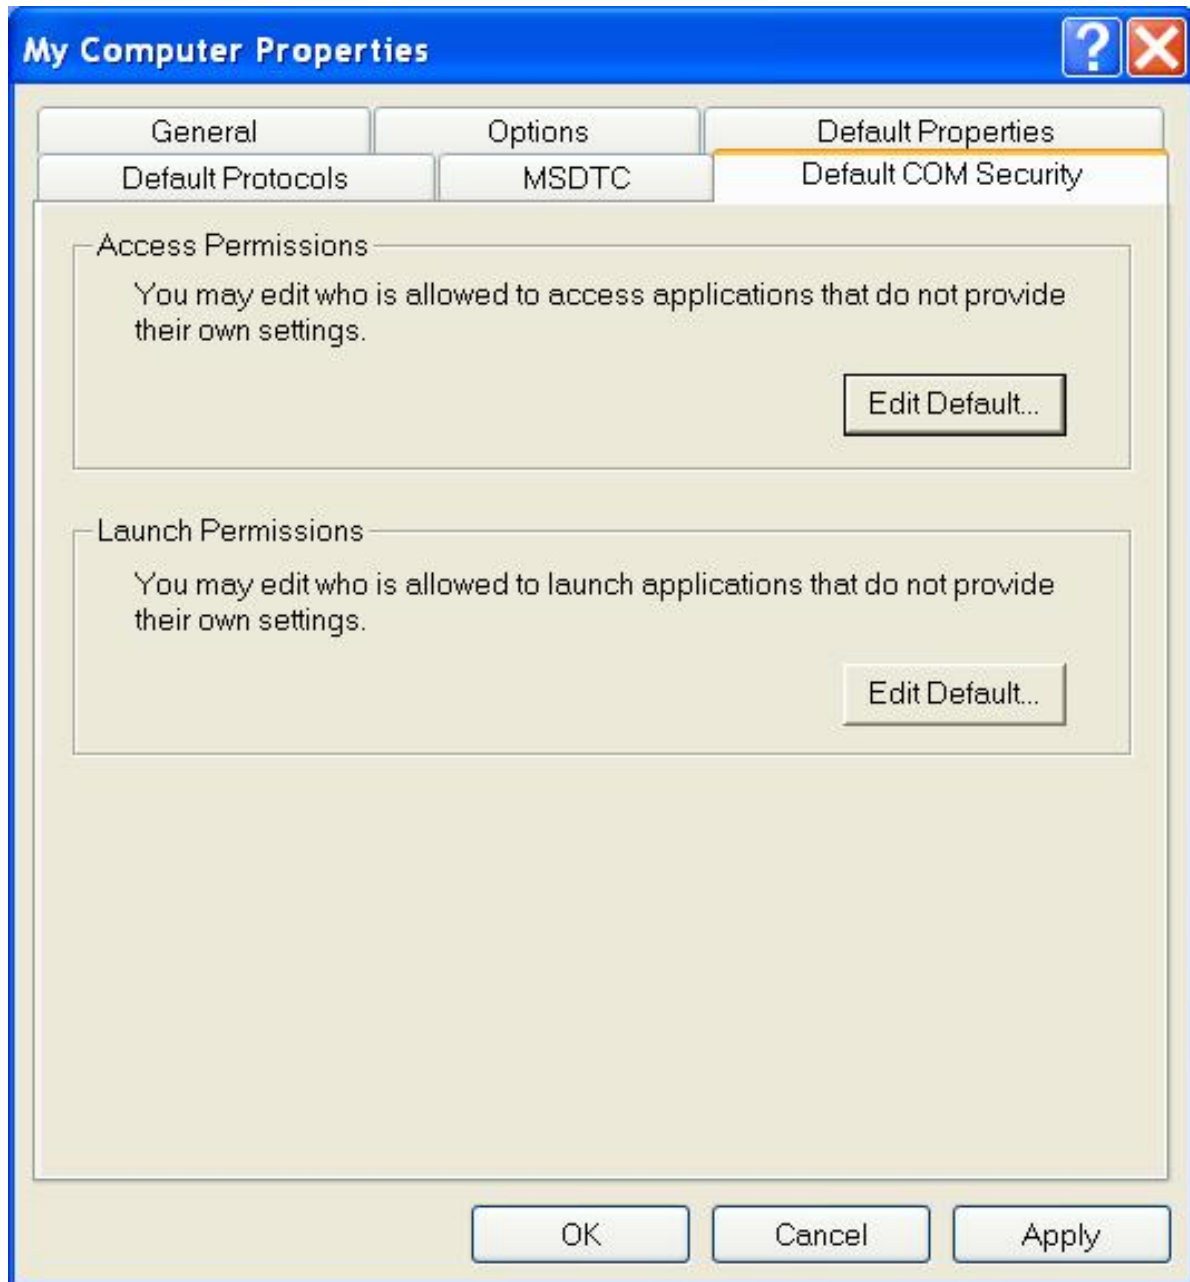 My Computer Properties
?
General
Options
Default Properties
Default Protocols
MSDTC
Default COM Security
Access Permissions
You may edit who is allowed to access applications that do not provide
their own settings.
Edit Default...
Launch Permissions
You may edit who is allowed to launch applications that do not provide
their own settings.
Edit Default...
OK
Cancel
Apply